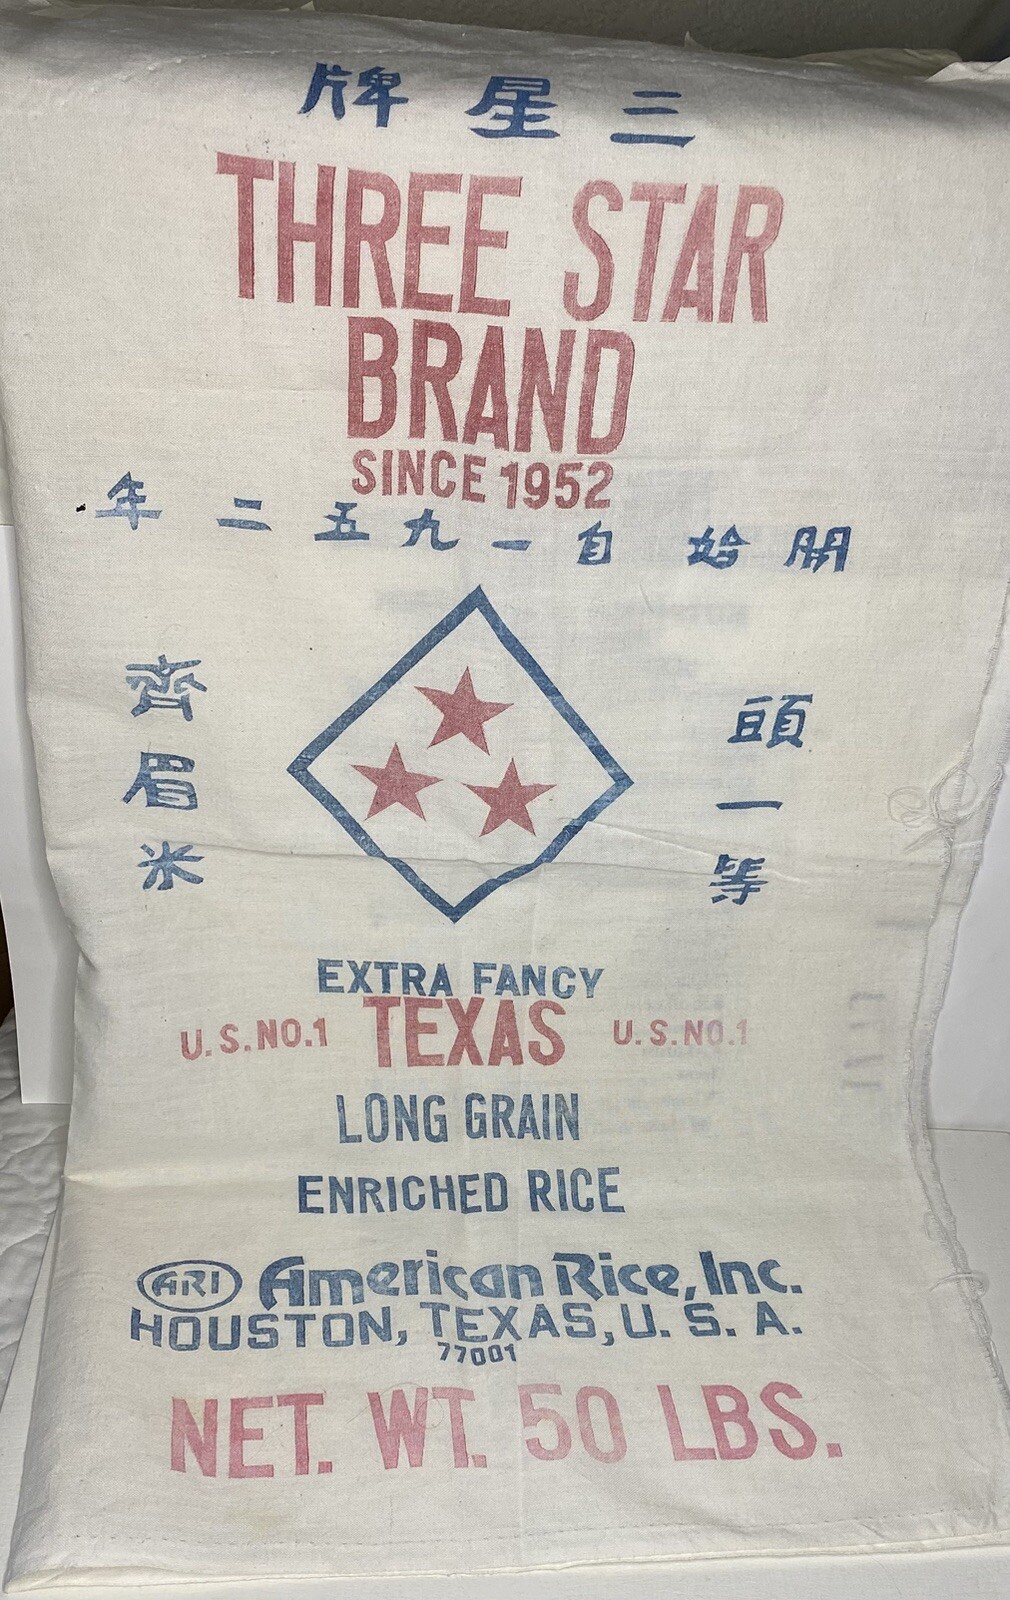 三星牌
THREE STAR
BRAND
SINCE 1952
開始自一九五二年
頭一等
齊眉米
EXTRA FANCY
U.S.NO.1 TEXAS U.S.NO.1
LONG GRAIN
ENRICHED RICE
ARI American Rice, Inc.
HOUSTON, TEXAS, U. S. A.
77001
NET. WT. 50 LBS.